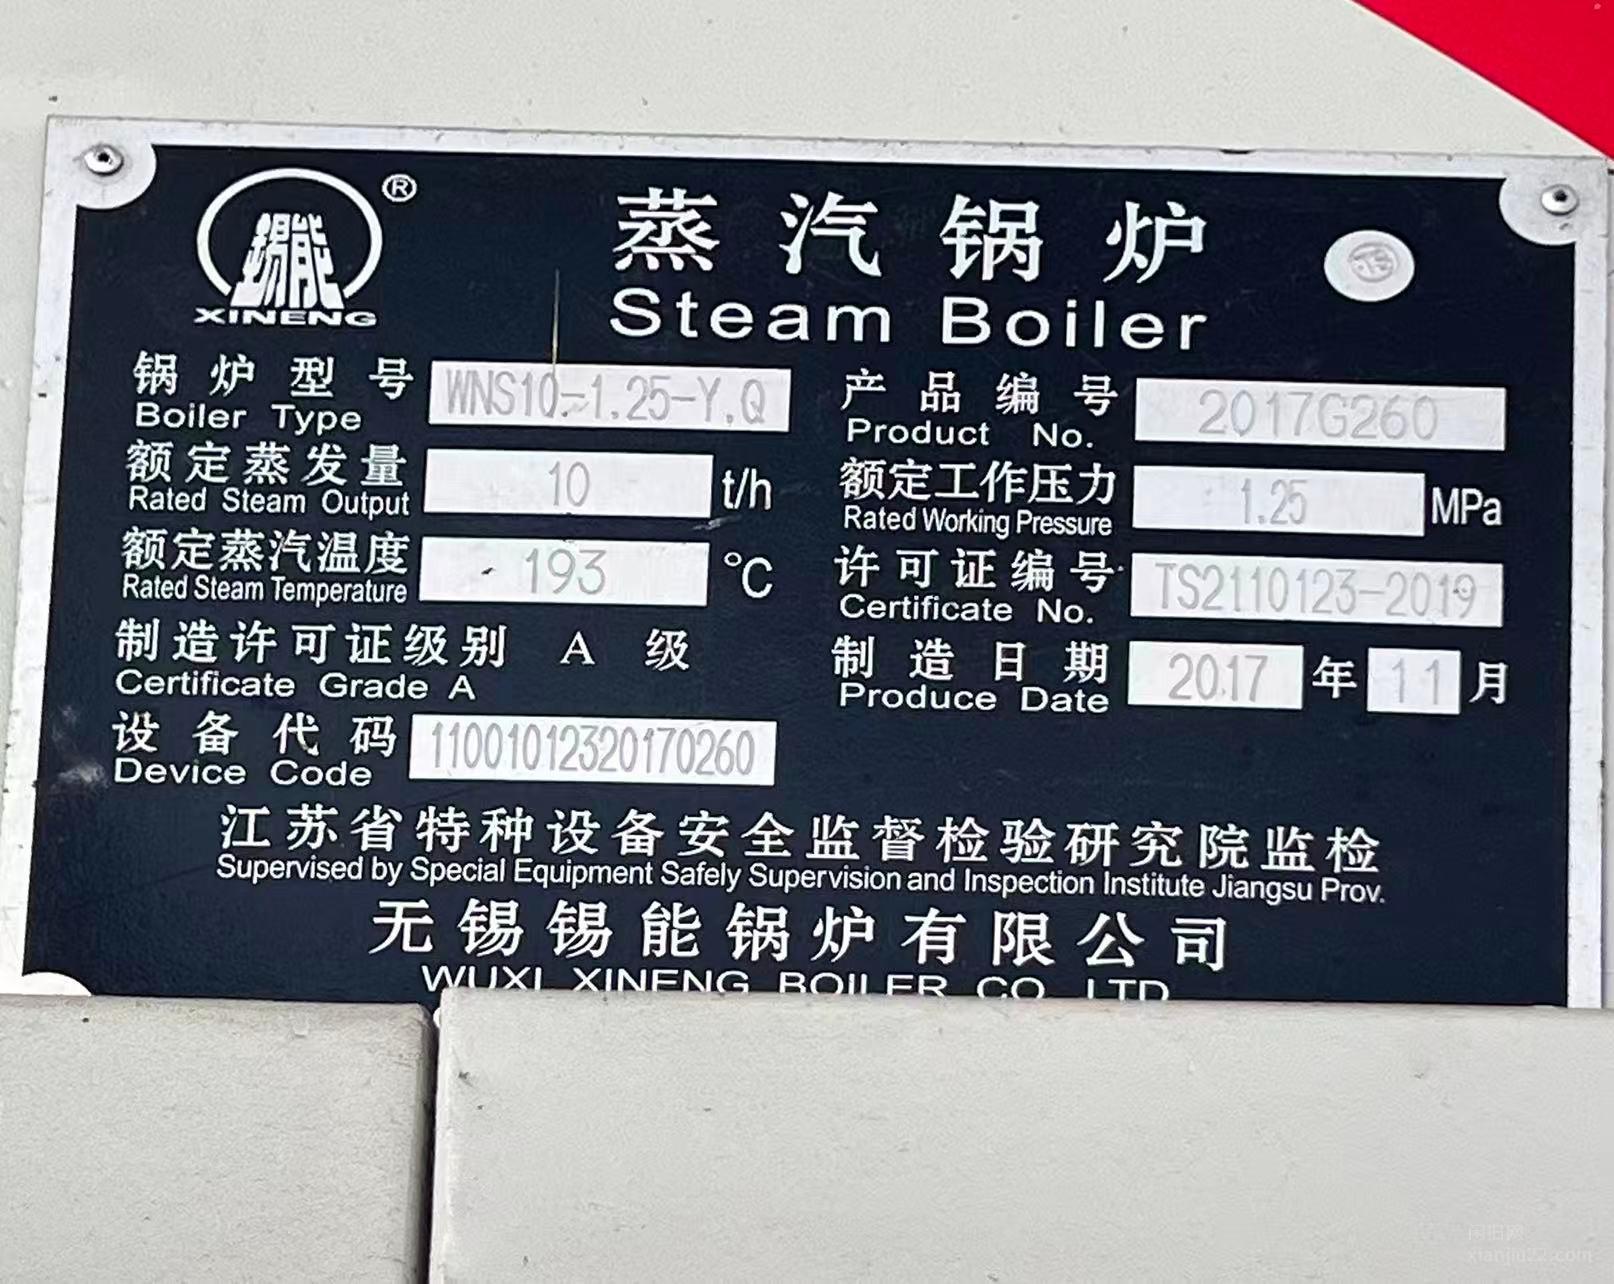 锡能 ®
XINENG
蒸汽锅炉
Steam Boiler
锅炉型号 WNS10-1.25-Y.Q 产品编号 2017G260
Boiler Type Product No.
额定蒸发量 10 t/h 额定工作压力 1.25 MPa
Rated Steam Output Rated Working Pressure
额定蒸汽温度 193 ℃ 许可证编号 TS2110123-2019
Rated Steam Temperature Certificate No.
制造许可证级别 A 级 制造日期 2017 年 11 月
Certificate Grade A Produce Date
设备代码 11001012320170260
Device Code
江苏省特种设备安全监督检验研究院监检
Supervised by Special Equipment Safely Supervision and Inspection Institute Jiangsu Prov.
无锡锡能锅炉有限公司
WUXI XINENG BOILER CO LTD
xianjiu22.com